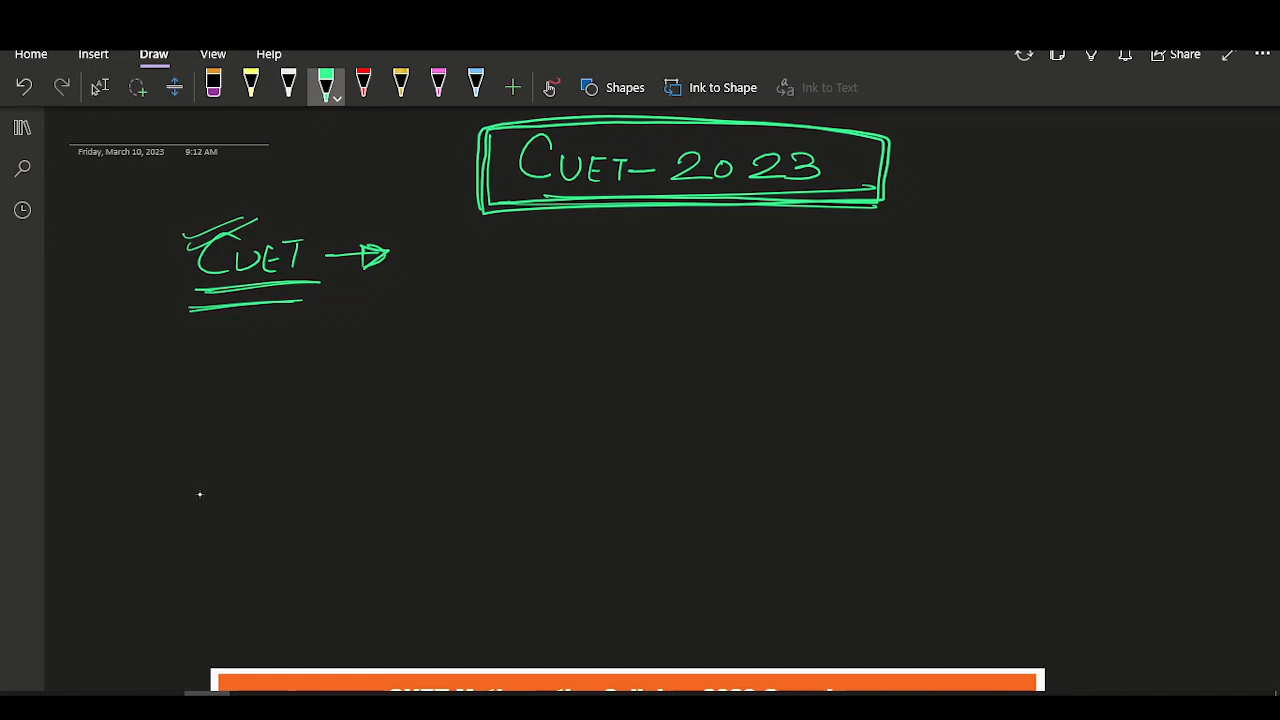 Home Insert Draw View Help Share
Shapes Ink to Shape Ink to Text
CUET- 2023
Friday, March 10, 2023 9:12 AM
CUET